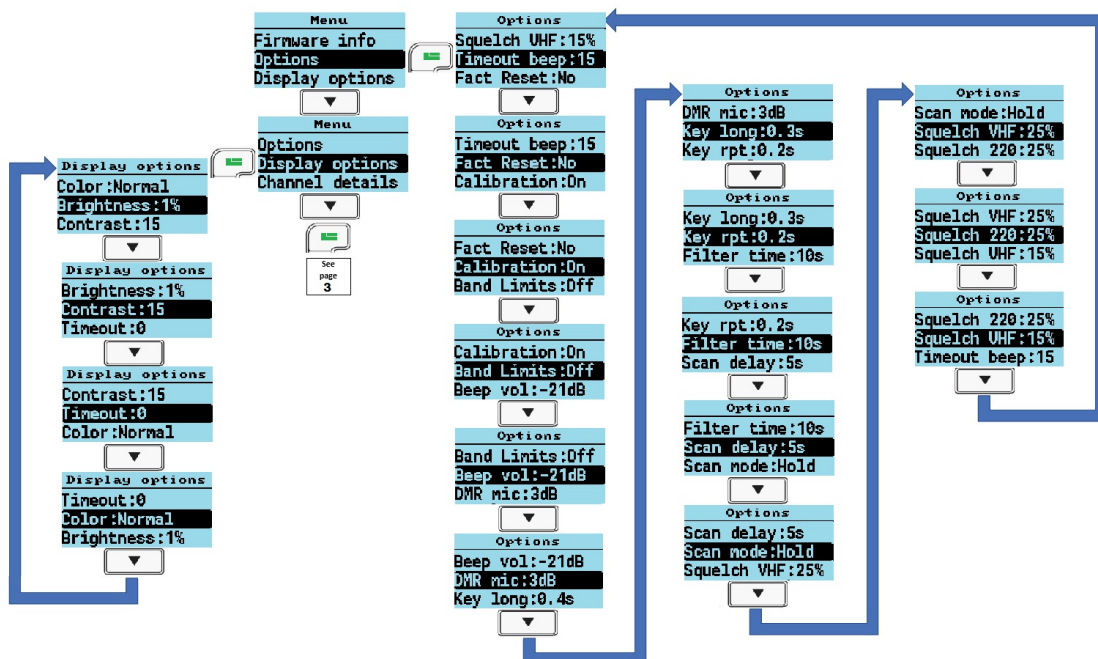 Menu
Firmware info
Options
Display options
Menu
Options
Display options
Channel details
See
page
3
Display options
Color:Normal
Brightness:1%
Contrast:15
Display options
Brightness:1%
Contrast:15
Timeout:0
Display options
Contrast:15
Timeout:0
Color:Normal
Display options
Timeout:0
Color:Normal
Brightness:1%
Options
Squelch VHF:15%
Timeout beep:15
Fact Reset:No
Options
Timeout beep:15
Fact Reset:No
Calibration:On
Options
Fact Reset:No
Calibration:On
Band Limits:Off
Options
Calibration:On
Band Limits:Off
Beep vol:-21dB
Options
Band Limits:Off
Beep vol:-21dB
DMR mic:3dB
Options
Beep vol:-21dB
DMR mic:3dB
Key long:0.4s
Options
DMR mic:3dB
Key long:0.3s
Key rpt:0.2s
Options
Key long:0.3s
Key rpt:0.2s
Filter time:10s
Options
Key rpt:0.2s
Filter time:10s
Scan delay:5s
Options
Filter time:10s
Scan delay:5s
Scan mode:Hold
Options
Scan delay:5s
Scan mode:Hold
Squelch VHF:25%
Options
Scan mode:Hold
Squelch VHF:25%
Squelch 220:25%
Options
Squelch VHF:25%
Squelch 220:25%
Squelch VHF:15%
Options
Squelch 220:25%
Squelch VHF:15%
Timeout beep:15